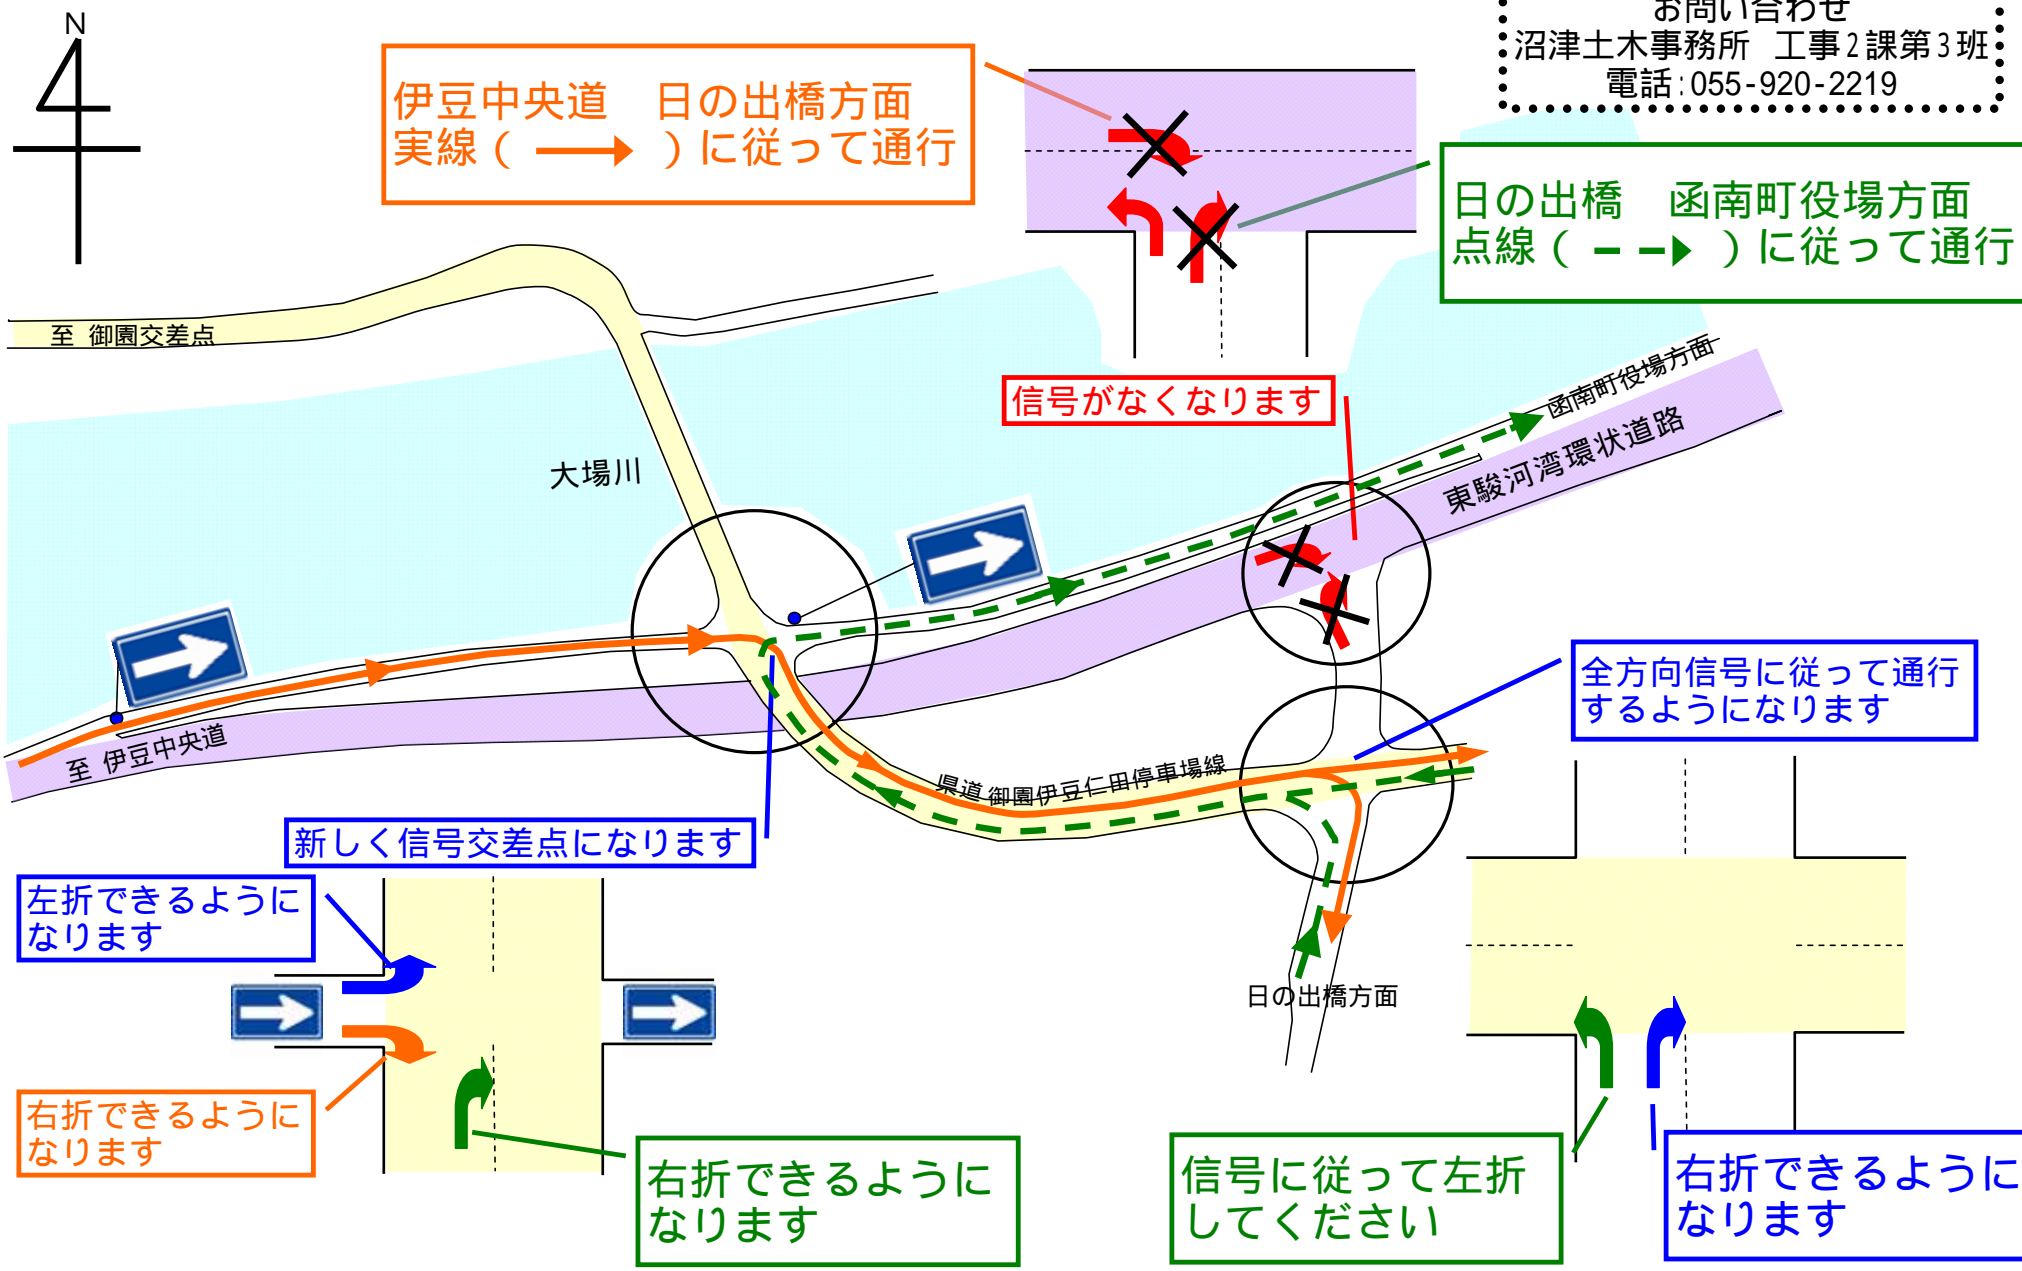 N
お問い合わせ
沼津土木事務所 工事2課第3班
電話:055-920-2219
伊豆中央道 日の出橋方面
実線( → )に従って通行
日の出橋 函南町役場方面
点線( --▶ )に従って通行
至 御園交差点
信号がなくなります
函南町役場方面
東駿河湾環状道路
大場川
至 伊豆中央道
全方向信号に従って通行
するようになります
県道 御園伊豆仁田停車場線
新しく信号交差点になります
左折できるように
なります
日の出橋方面
右折できるように
なります
右折できるように
なります
信号に従って左折
してください
右折できるように
なります